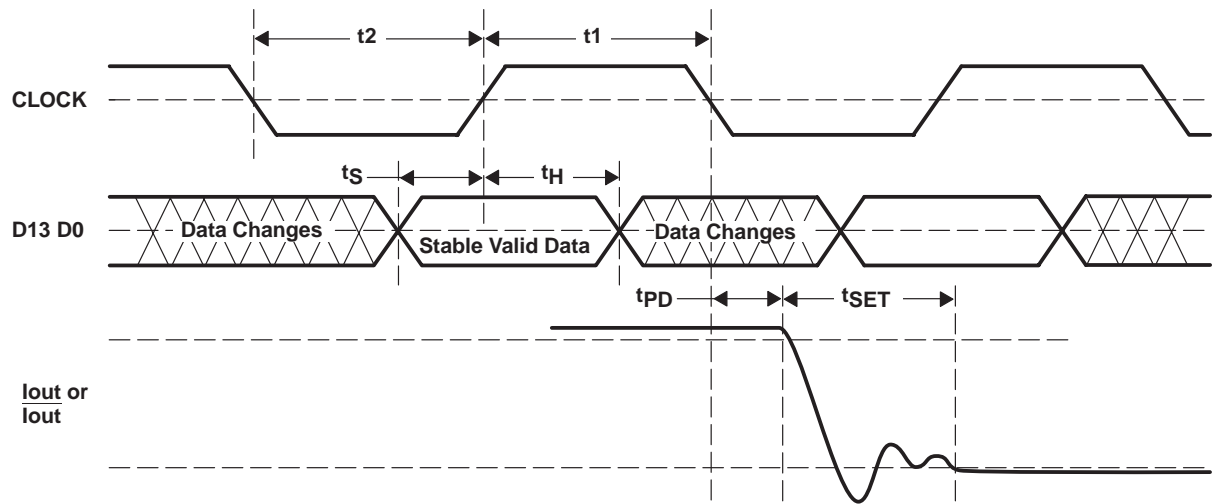 t2 t1
CLOCK
tS tH
D13 D0 Data Changes Stable Valid Data Data Changes
tPD tSET
Iout or
Iout